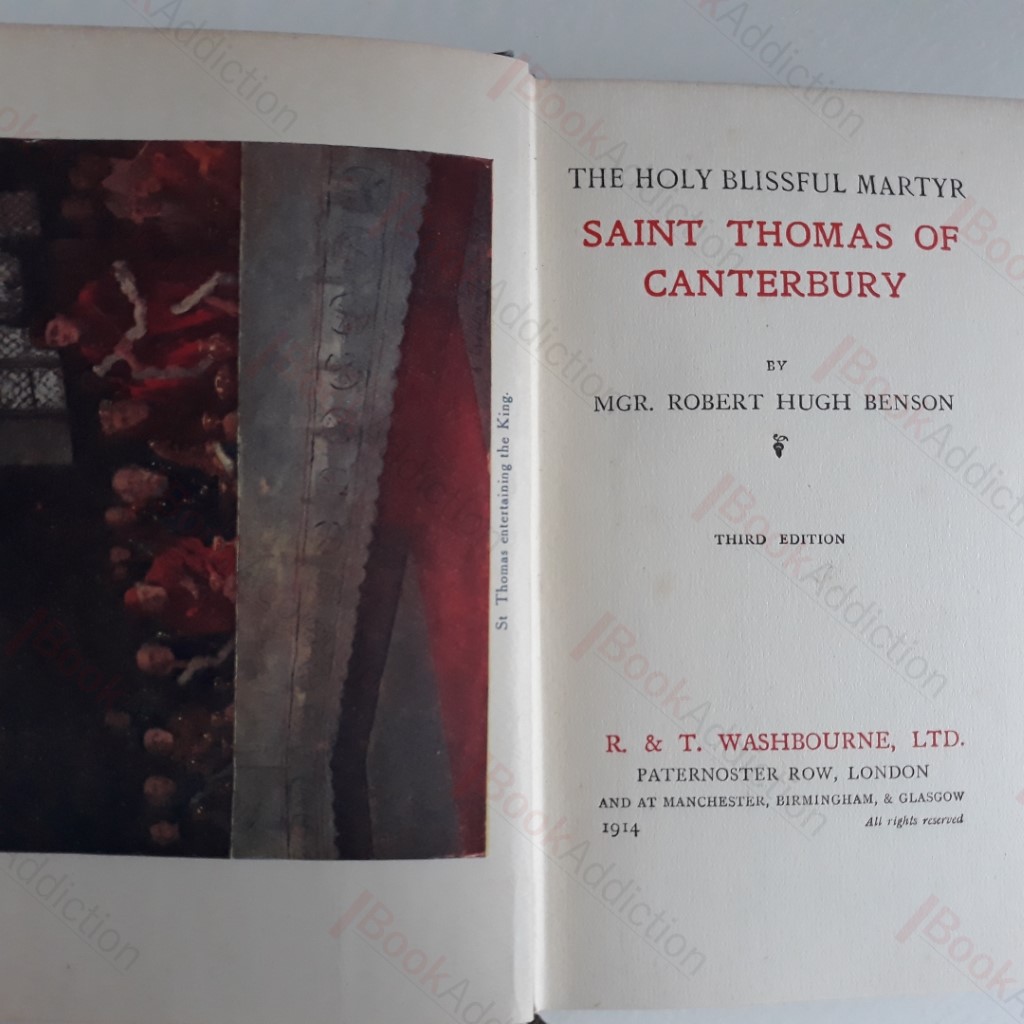 St Thomas entertaining the King.
THE HOLY BLISSFUL MARTYR
SAINT THOMAS OF
CANTERBURY
BY
MGR. ROBERT HUGH BENSON
THIRD EDITION
R. & T. WASHBOURNE, LTD.
PATERNOSTER ROW, LONDON
AND AT MANCHESTER, BIRMINGHAM, & GLASGOW
1914 All rights reserved
BookAddiction